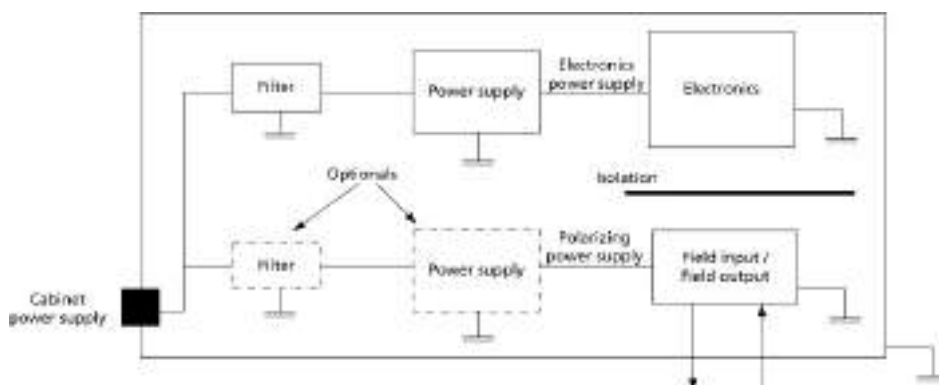 Filter
Power supply
Electronics
power supply
Electronics
Optionals
Isolation
Filter
Power supply
Polarizing
power supply
Field input /
Field output
Cabinet
power supply